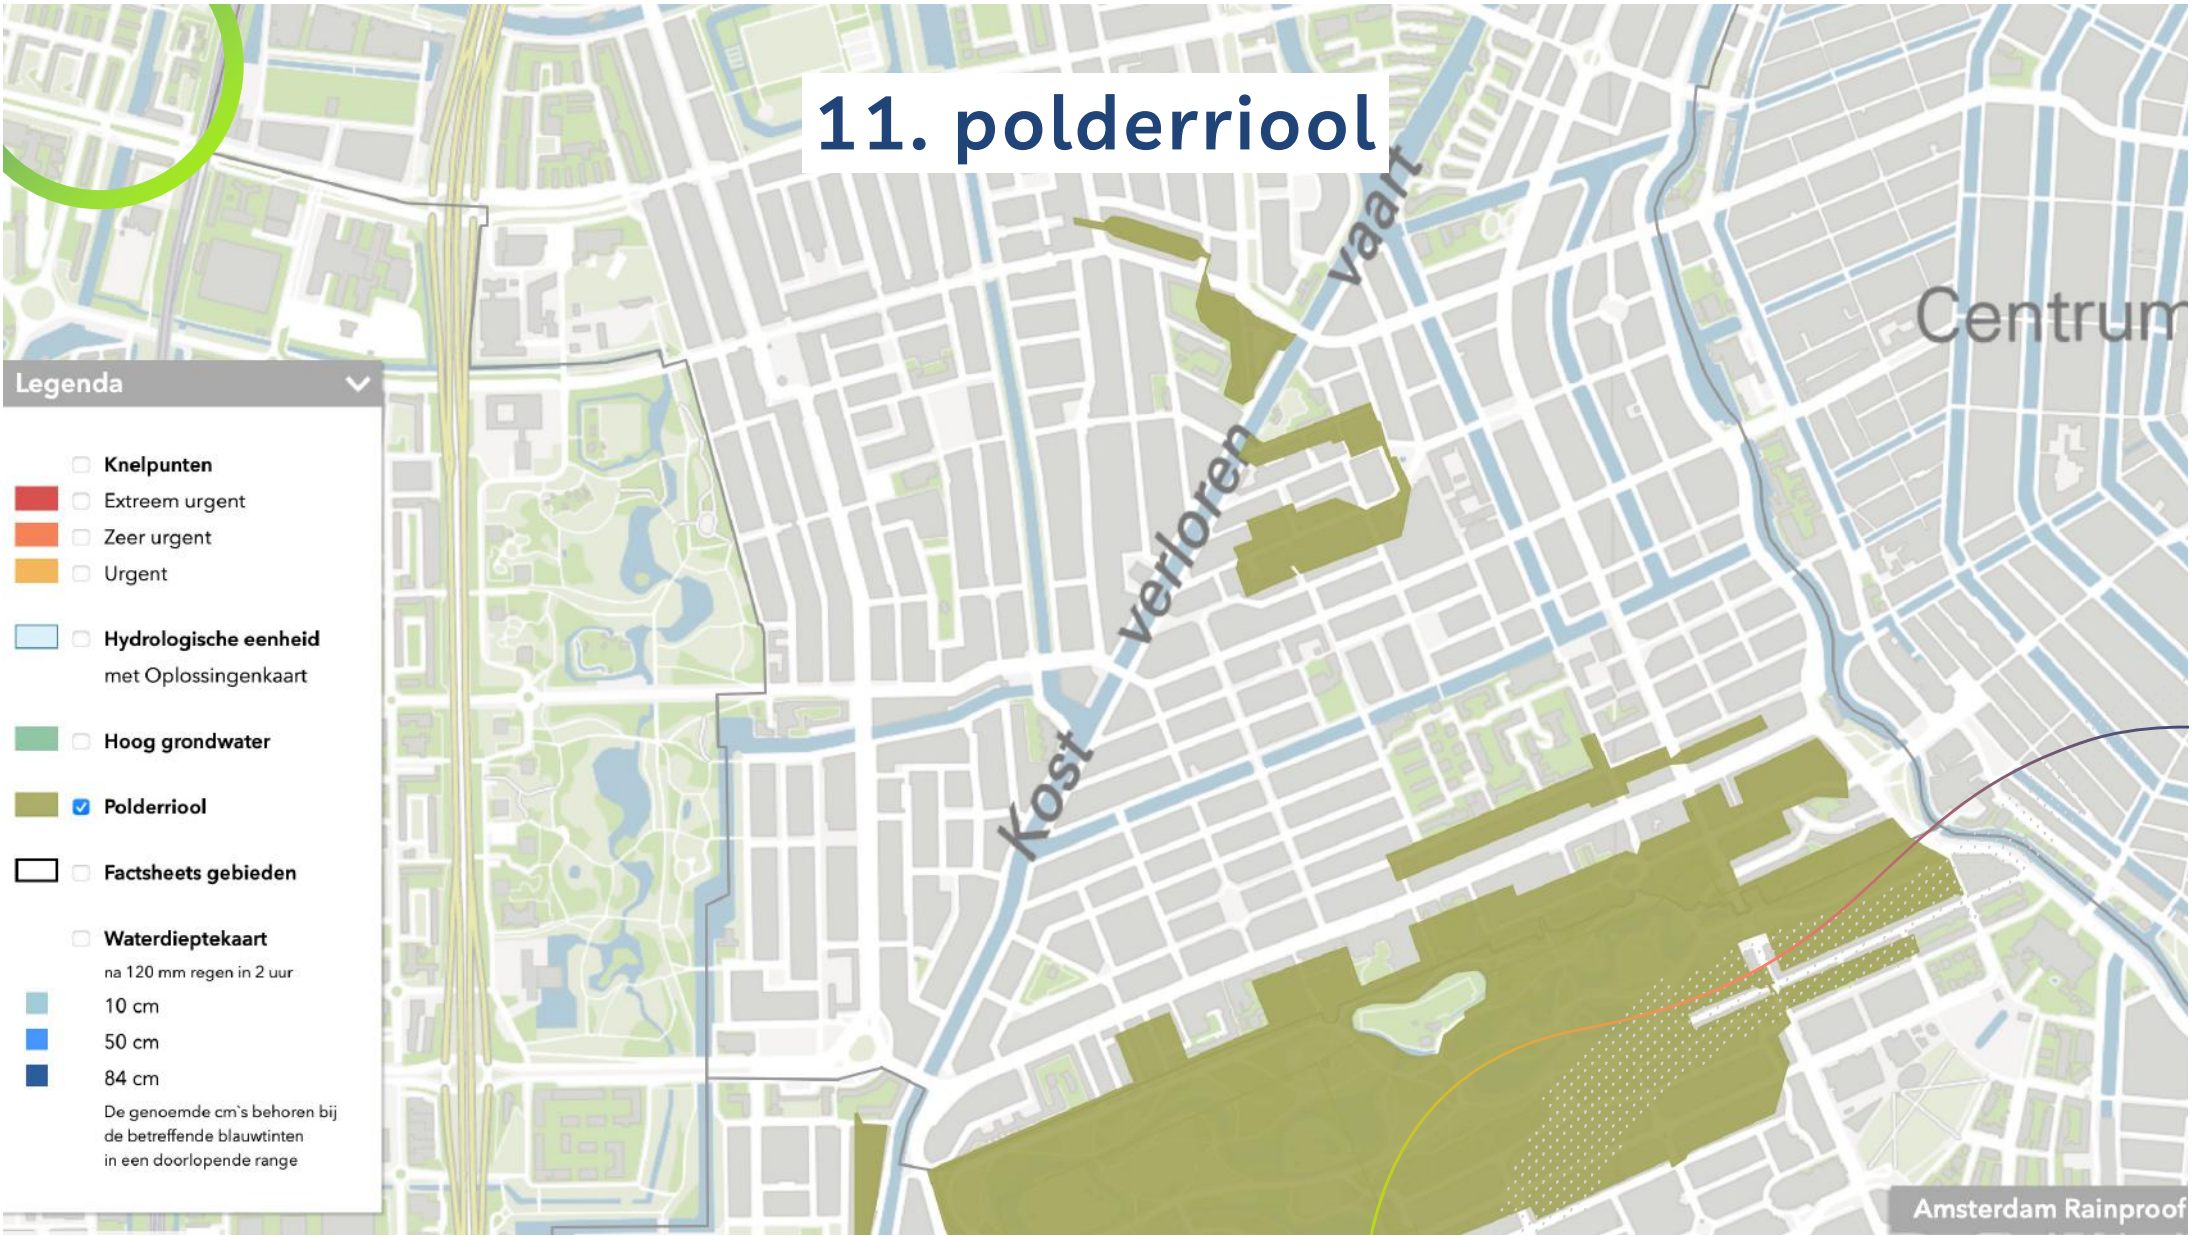 11. polderriool
vaart
Centrum
verloren
Kost
Legenda
Knelpunten
Extreem urgent
Zeer urgent
Urgent
Hydrologische eenheid
met Oplossingenkaart
Hoog grondwater
Polderriool
Factsheets gebieden
Waterdieptekaart
na 120 mm regen in 2 uur
10 cm
50 cm
84 cm
De genoemde cm`s behoren bij
de betreffende blauwtinten
in een doorlopende range
Amsterdam Rainproof